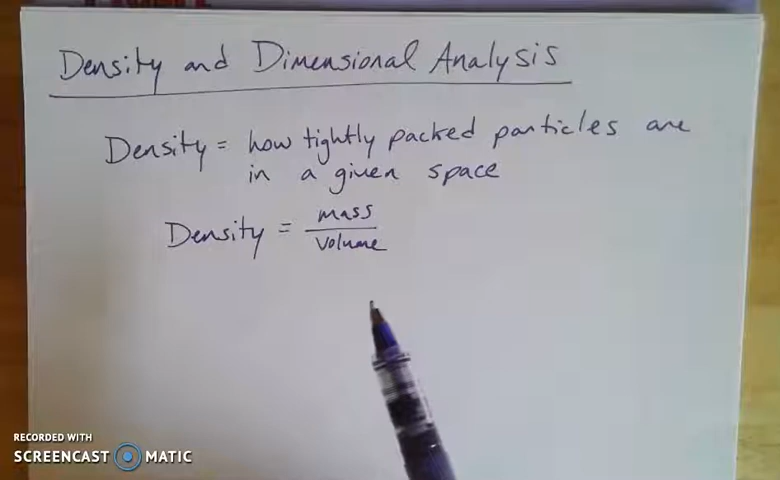 Density and Dimensional Analysis
Density = how tightly packed particles are
in a given space
Density = mass
volume
RECORDED WITH
SCREENCAST MATIC